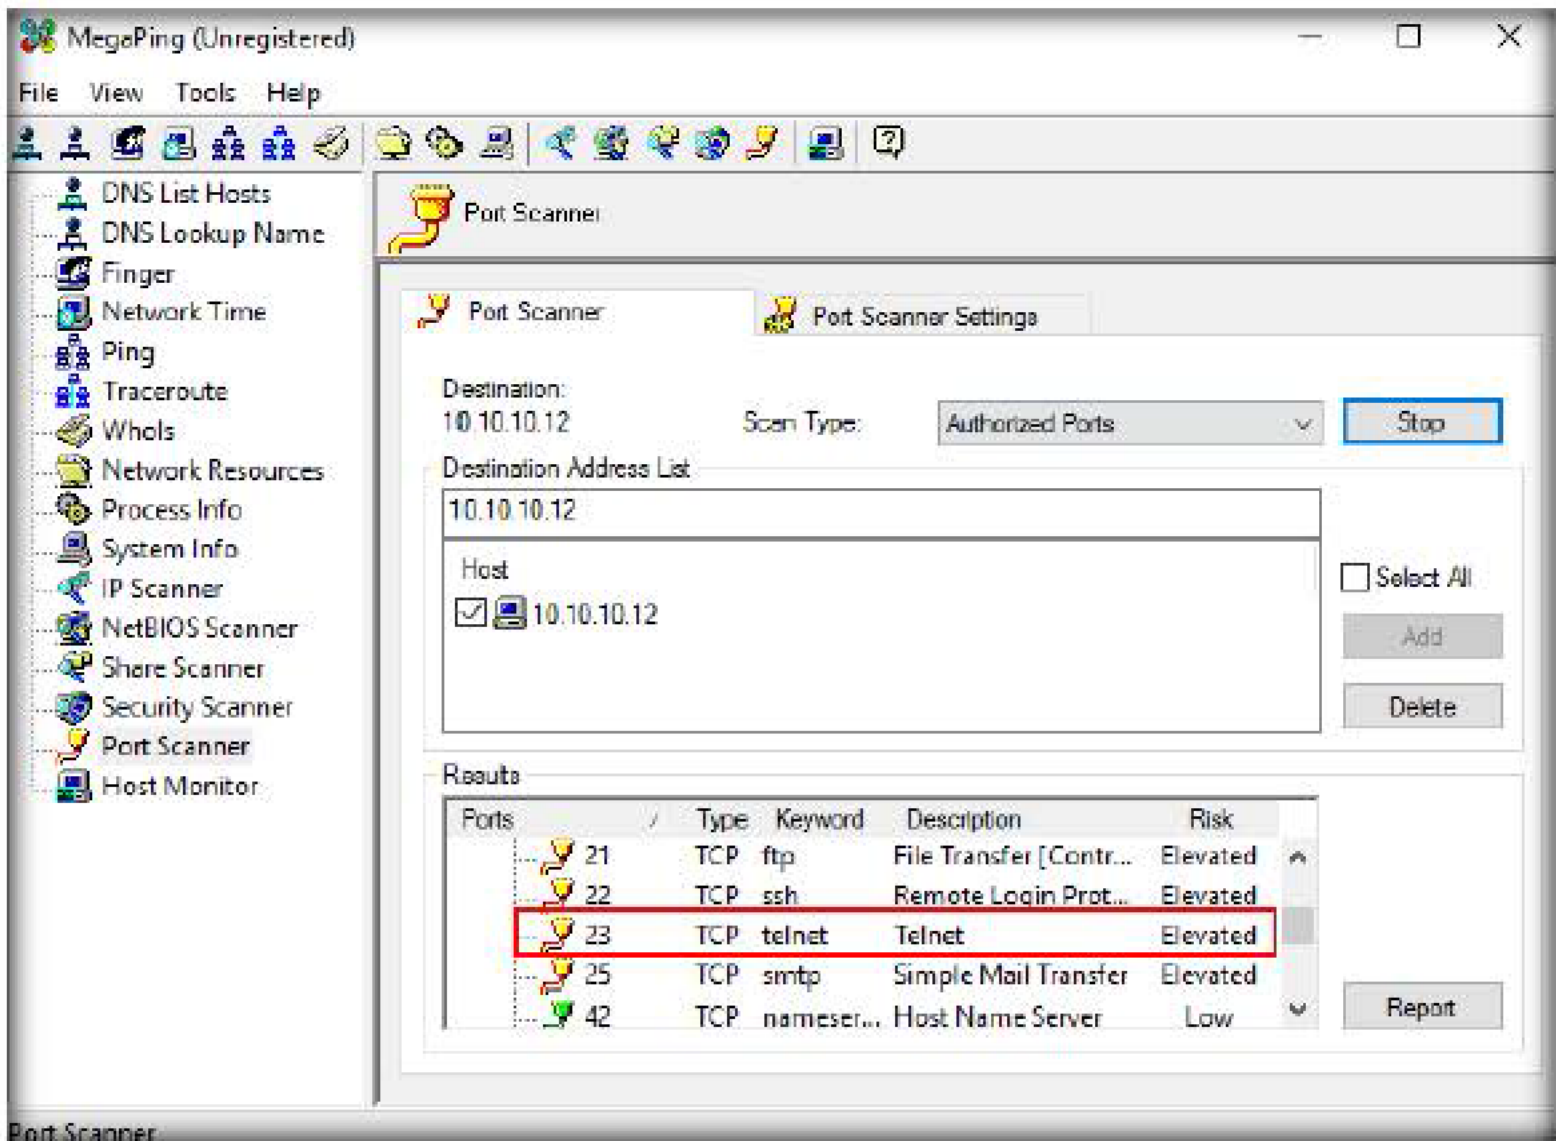 MegaPing (Unregistered)
File View Tools Help
DNS List Hosts
DNS Lookup Name
Finger
Network Time
Ping
Traceroute
WhoIs
Network Resources
Process Info
System Info
IP Scanner
NetBIOS Scanner
Share Scanner
Security Scanner
Port Scanner
Host Monitor
Port Scanner
Port Scanner Port Scanner Settings
Destination:
10.10.10.12 Scan Type: Authorized Ports Stop
Destination Address List
10.10.10.12
Host
10.10.10.12
Select All
Add
Delete
Results
Ports Type Keyword Description Risk
21 TCP ftp File Transfer [Contr... Elevated
22 TCP ssh Remote Login Prot... Elevated
23 TCP telnet Telnet Elevated
25 TCP smtp Simple Mail Transfer Elevated
42 TCP nameser... Host Name Server Low
Report
Port Scanner